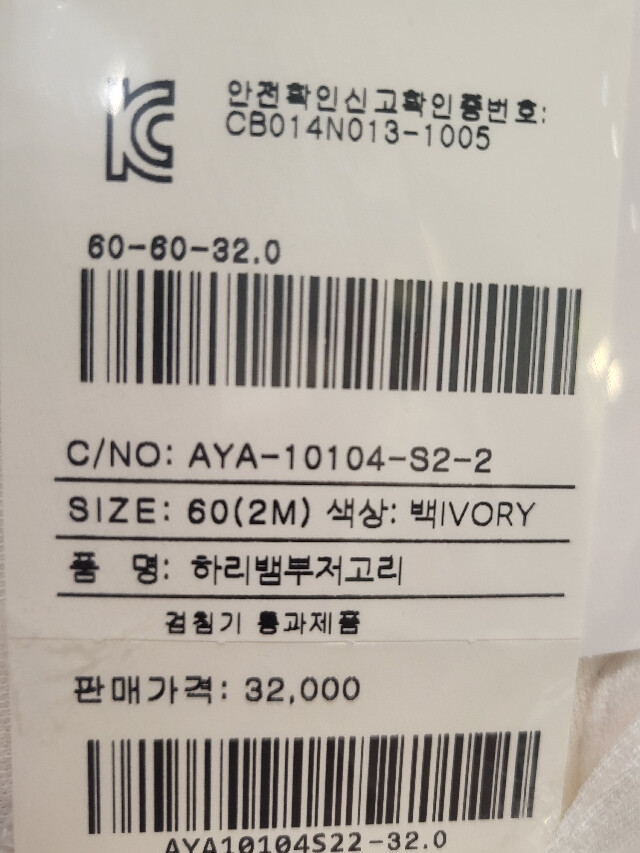 안전확인신고확인증번호:
CB014N013-1005
60-60-32.0
C/NO: AYA-10104-S2-2
SIZE: 60(2M) 색상: 백IVORY
품 명: 하리뱀부저고리
검침기 통과제품
판매가격: 32,000
AYA10104S22-32.0